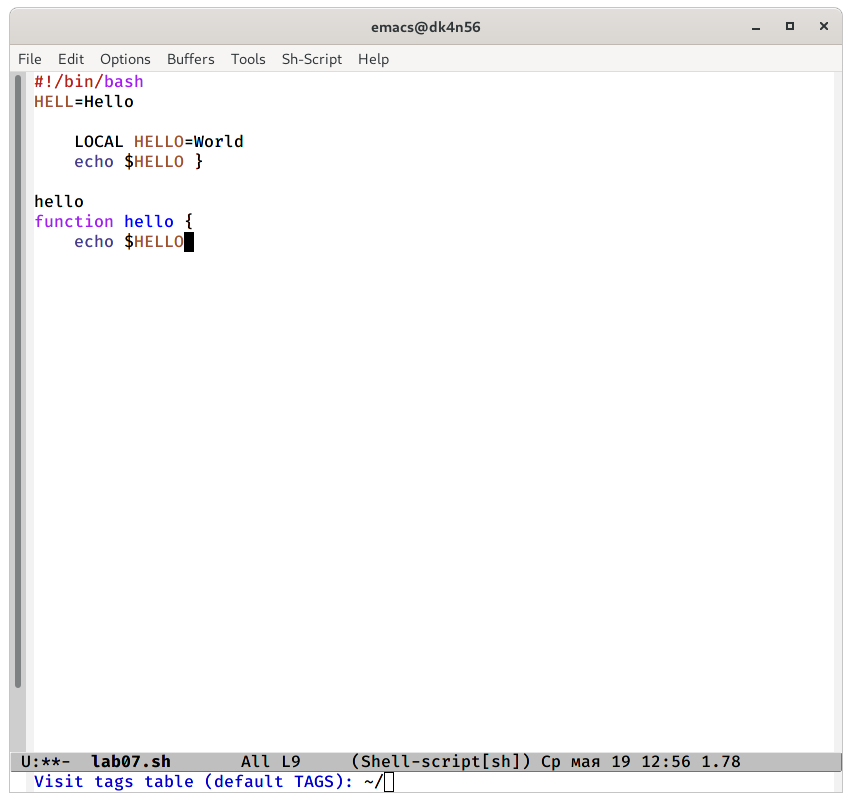 emacs@dk4n56
File Edit Options Buffers Tools Sh-Script Help
#!/bin/bash
HELL=Hello
    LOCAL HELLO=World
    echo $HELLO }
hello
function hello {
    echo $HELLO
U:**-  lab07.sh       All L9     (Shell-script[sh]) Ср мая 19 12:56 1.78
Visit tags table (default TAGS): ~/